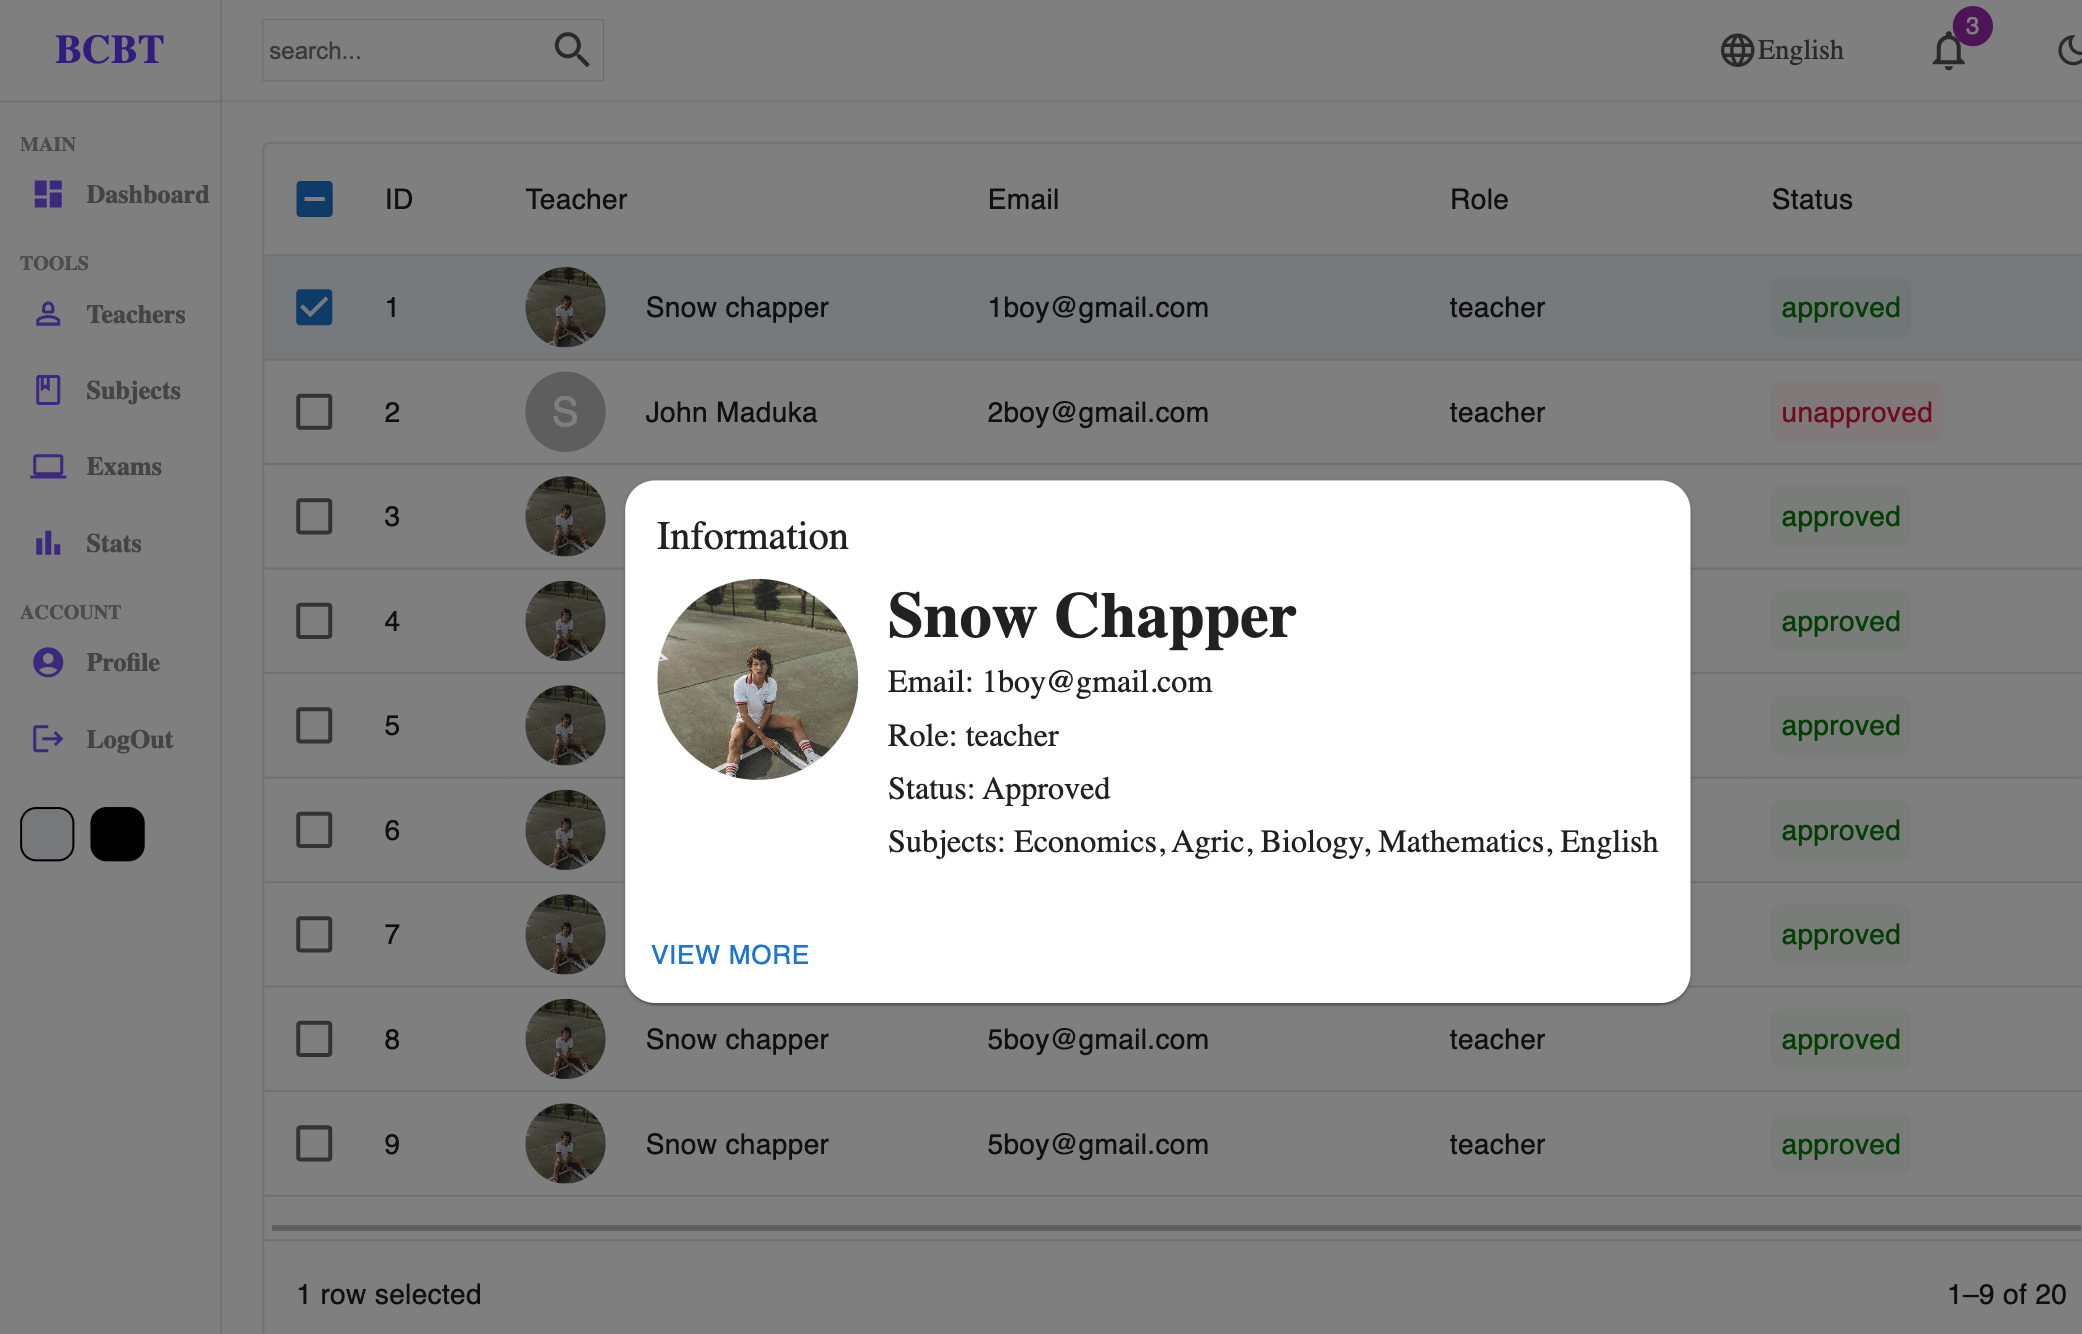 BCBT
search...
English
3
MAIN
Dashboard
TOOLS
Teachers
Subjects
Exams
Stats
ACCOUNT
Profile
LogOut
ID Teacher Email Role Status
1 Snow chapper 1boy@gmail.com teacher approved
2 S John Maduka 2boy@gmail.com teacher unapproved
3 approved
4 approved
5 approved
6 approved
7 approved
8 Snow chapper 5boy@gmail.com teacher approved
9 Snow chapper 5boy@gmail.com teacher approved
1 row selected 1–9 of 20
Information
Snow Chapper
Email: 1boy@gmail.com
Role: teacher
Status: Approved
Subjects: Economics, Agric, Biology, Mathematics, English
VIEW MORE